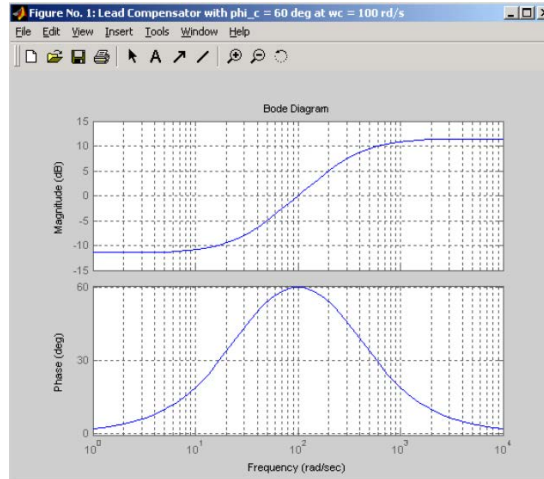 Figure No. 1: Lead Compensator with phi_c = 60 deg at wc = 100 rd/s
File Edit View Insert Tools Window Help
A
Bode Diagram
Magnitude (dB)
15
10
5
0
-5
-10
-15
Phase (deg)
60
30
0
10^0 10^1 10^2 10^3 10^4
Frequency (rad/sec)